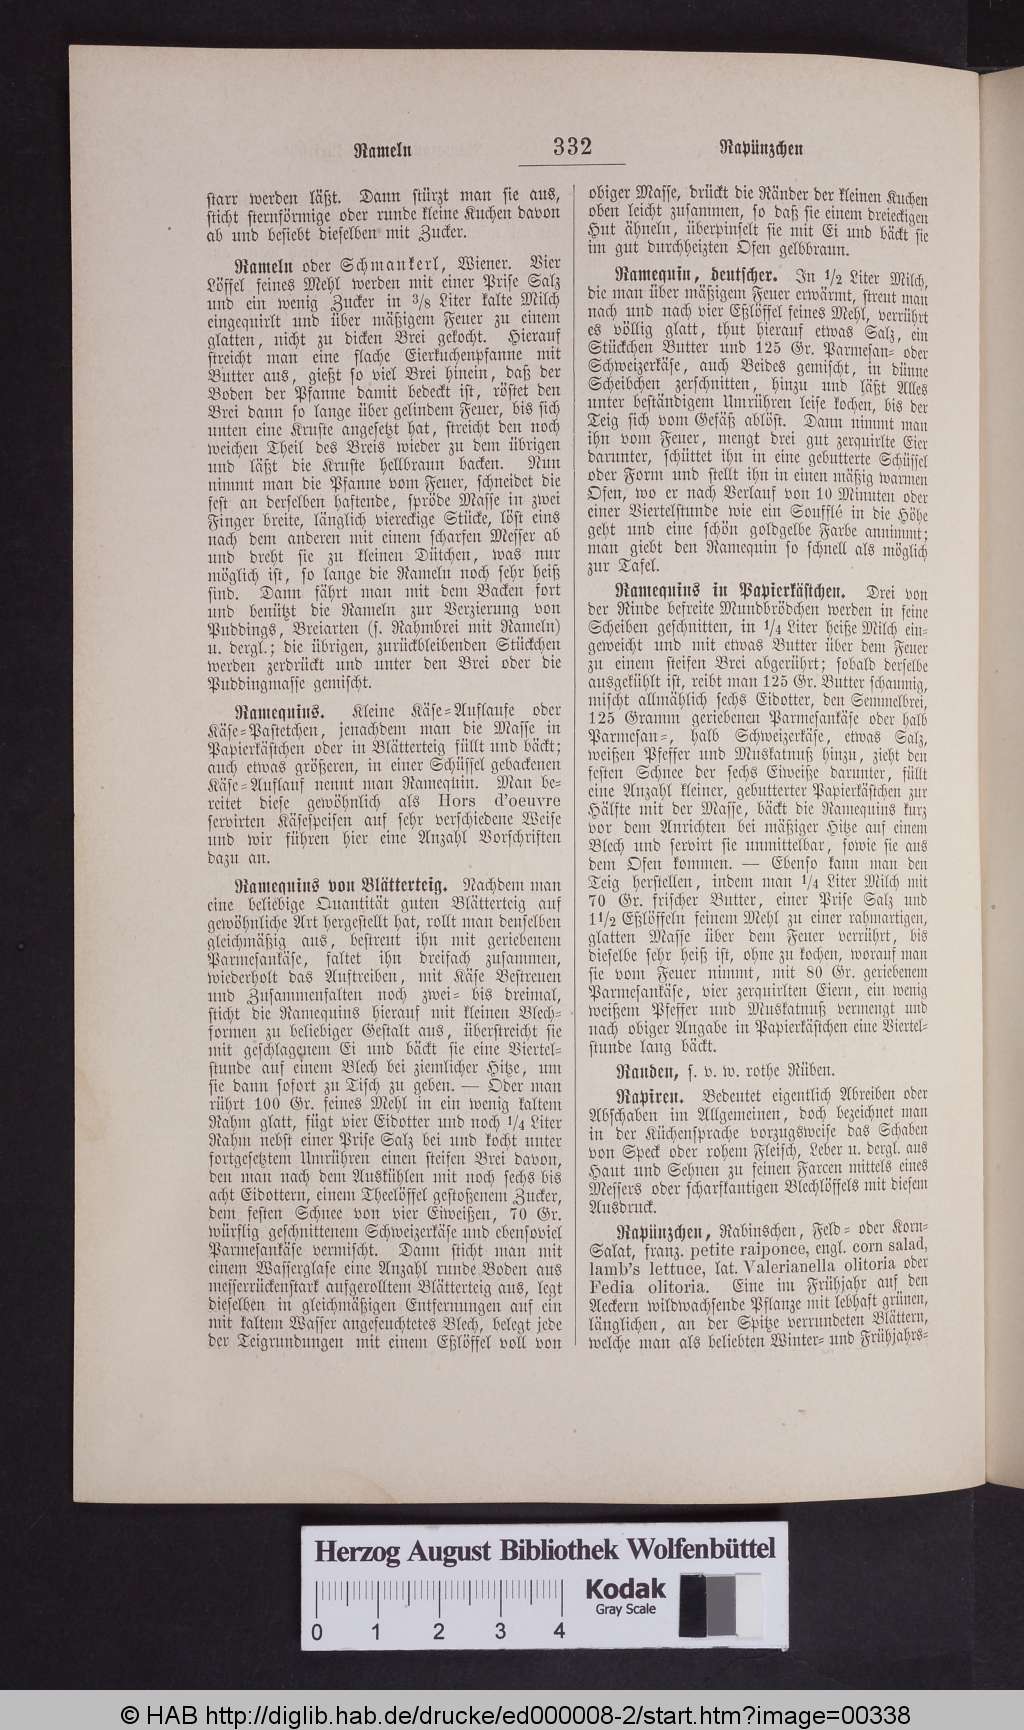 Rameln 332 Rapünzchen
starr werden läßt. Dann stürzt man sie aus,
sticht sternförmige oder runde kleine Kuchen davon
ab und besiebt dieselben mit Zucker.
Rameln oder Schmankerl, Wiener. Vier
Löffel feines Mehl werden mit einer Prise Salz
und ein wenig Zucker in 3/8 Liter kalte Milch
eingequirlt und über mäßigem Feuer zu einem
glatten, nicht zu dicken Brei gekocht. Hierauf
streicht man eine flache Eierkuchenpfanne mit
Butter aus, gießt so viel Brei hinein, daß der
Boden der Pfanne damit bedeckt ist, röstet den
Brei dann so lange über gelindem Feuer, bis sich
unten eine Kruste angesetzt hat, streicht den noch
weichen Theil des Breis wieder zu dem übrigen
und läßt die Kruste hellbraun backen. Nun
nimmt man die Pfanne vom Feuer, schneidet die
fest an derselben haftende, spröde Masse in zwei
Finger breite, länglich viereckige Stücke, löst eins
nach dem anderen mit einem scharfen Messer ab
und dreht sie zu kleinen Dütchen, was nur
möglich ist, so lange die Rameln noch sehr heiß
sind. Dann fährt man mit dem Backen fort
und benützt die Rameln zur Verzierung von
Puddings, Breiarten (s. Rahmbrei mit Rameln)
u. dergl.; die übrigen, zurückbleibenden Stückchen
werden zerdrückt und unter den Brei oder die
Puddingmasse gemischt.
Ramequins. Kleine Käse-Aufläufe oder
Käse-Pastetchen, jenachdem man die Masse in
Papierkästchen oder in Blätterteig füllt und bäckt;
auch etwas größeren, in einer Schüssel gebackenen
Käse-Auflauf nennt man Ramequin. Man be-
reitet diese gewöhnlich als Hors d'oeuvre
servirten Käsespeisen auf sehr verschiedene Weise
und wir führen hier eine Anzahl Vorschriften
dazu an.
Ramequins von Blätterteig. Nachdem man
eine beliebige Quantität guten Blätterteig auf
gewöhnliche Art hergestellt hat, rollt man denselben
gleichmäßig aus, bestreut ihn mit geriebenem
Parmesankäse, faltet ihn dreifach zusammen,
wiederholt das Auftreiben, mit Käse Bestreuen
und Zusammenfalten noch zwei- bis dreimal,
sticht die Ramequins hierauf mit kleinen Blech-
formen zu beliebiger Gestalt aus, überstreicht sie
mit geschlagenem Ei und bäckt sie eine Viertel-
stunde auf einem Blech bei ziemlicher Hitze, um
sie dann sofort zu Tisch zu geben. — Oder man
rührt 100 Gr. feines Mehl in ein wenig kaltem
Rahm glatt, fügt vier Eidotter und noch 1/4 Liter
Rahm nebst einer Prise Salz bei und kocht unter
fortgesetztem Umrühren einen steifen Brei davon,
den man nach dem Auskühlen mit noch sechs bis
acht Eidottern, einem Theelöffel gestoßenem Zucker,
dem festen Schnee von vier Eiweißen, 70 Gr.
würflig geschnittenem Schweizerkäse und ebensoviel
Parmesankäse vermischt. Dann sticht man mit
einem Wasserglase eine Anzahl runde Boden aus
messerrückenstark aufgerolltem Blätterteig aus, legt
dieselben in gleichmäßigen Entfernungen auf ein
mit kaltem Wasser angefeuchtetes Blech, belegt jede
der Teigrundungen mit einem Eßlöffel voll von
obiger Masse, drückt die Ränder der kleinen Kuchen
oben leicht zusammen, so daß sie einem dreieckigen
Hut ähneln, überpinselt sie mit Ei und bäckt sie
im gut durchheizten Ofen gelbbraun.
Ramequin, deutscher. In 1/2 Liter Milch,
die man über mäßigem Feuer erwärmt, streut man
nach und nach vier Eßlöffel feines Mehl, verrührt
es völlig glatt, thut hierauf etwas Salz, ein
Stückchen Butter und 125 Gr. Parmesan- oder
Schweizerkäse, auch Beides gemischt, in dünne
Scheibchen zerschnitten, hinzu und läßt Alles
unter beständigem Umrühren leise kochen, bis der
Teig sich vom Gefäß ablöst. Dann nimmt man
ihn vom Feuer, mengt drei gut zerquirlte Eier
darunter, schüttet ihn in eine gebutterte Schüssel
oder Form und stellt ihn in einen mäßig warmen
Ofen, wo er nach Verlauf von 10 Minuten oder
einer Viertelstunde wie ein Soufflé in die Höhe
geht und eine schön goldgelbe Farbe annimmt;
man giebt den Ramequin so schnell als möglich
zur Tafel.
Ramequins in Papierkästchen. Drei von
der Rinde befreite Mundbrödchen werden in feine
Scheiben geschnitten, in 1/4 Liter heiße Milch ein-
geweicht und mit etwas Butter über dem Feuer
zu einem steifen Brei abgerührt; sobald derselbe
ausgekühlt ist, reibt man 125 Gr. Butter schaumig,
mischt allmählich sechs Eidotter, den Semmelbrei,
125 Gramm geriebenen Parmesankäse oder halb
Parmesan-, halb Schweizerkäse, etwas Salz,
weißen Pfeffer und Muskatnuß hinzu, zieht den
festen Schnee der sechs Eiweiße darunter, füllt
eine Anzahl kleiner, gebutterter Papierkästchen zur
Hälfte mit der Masse, bäckt die Ramequins kurz
vor dem Anrichten bei mäßiger Hitze auf einem
Blech und servirt sie unmittelbar, sowie sie aus
dem Ofen kommen. — Ebenso kann man den
Teig herstellen, indem man 1/4 Liter Milch mit
70 Gr. frischer Butter, einer Prise Salz und
1 1/2 Eßlöffeln feinem Mehl zu einer rahmartigen,
glatten Masse über dem Feuer verrührt, bis
dieselbe sehr heiß ist, ohne zu kochen, worauf man
sie vom Feuer nimmt, mit 80 Gr. geriebenem
Parmesankäse, vier zerquirlten Eiern, ein wenig
weißem Pfeffer und Muskatnuß vermengt und
nach obiger Angabe in Papierkästchen eine Viertel-
stunde lang bäckt.
Randen, s. v. w. rothe Rüben.
Rapiren. Bedeutet eigentlich Abreiben oder
Abschaben im Allgemeinen, doch bezeichnet man
in der Küchensprache vorzugsweise das Schaben
von Speck oder rohem Fleisch, Leber u. dergl. aus
Haut und Sehnen zu feinen Farcen mittels eines
Messers oder scharfkantigen Blechlöffels mit diesem
Ausdruck.
Rapünzchen, Rabinschen, Feld- oder Korn-
Salat, franz. petite raiponce, engl. corn salad,
lamb's lettuce, lat. Valerianella olitoria oder
Fedia olitoria. Eine im Frühjahr auf den
Aeckern wildwachsende Pflanze mit lebhaft grünen,
länglichen, an der Spitze verrundeten Blättern,
welche man als beliebten Winter- und Frühjahrs-
Herzog August Bibliothek Wolfenbüttel
Kodak
Gray Scale
0 1 2 3 4
© HAB http://diglib.hab.de/drucke/ed000008-2/start.htm?image=00338